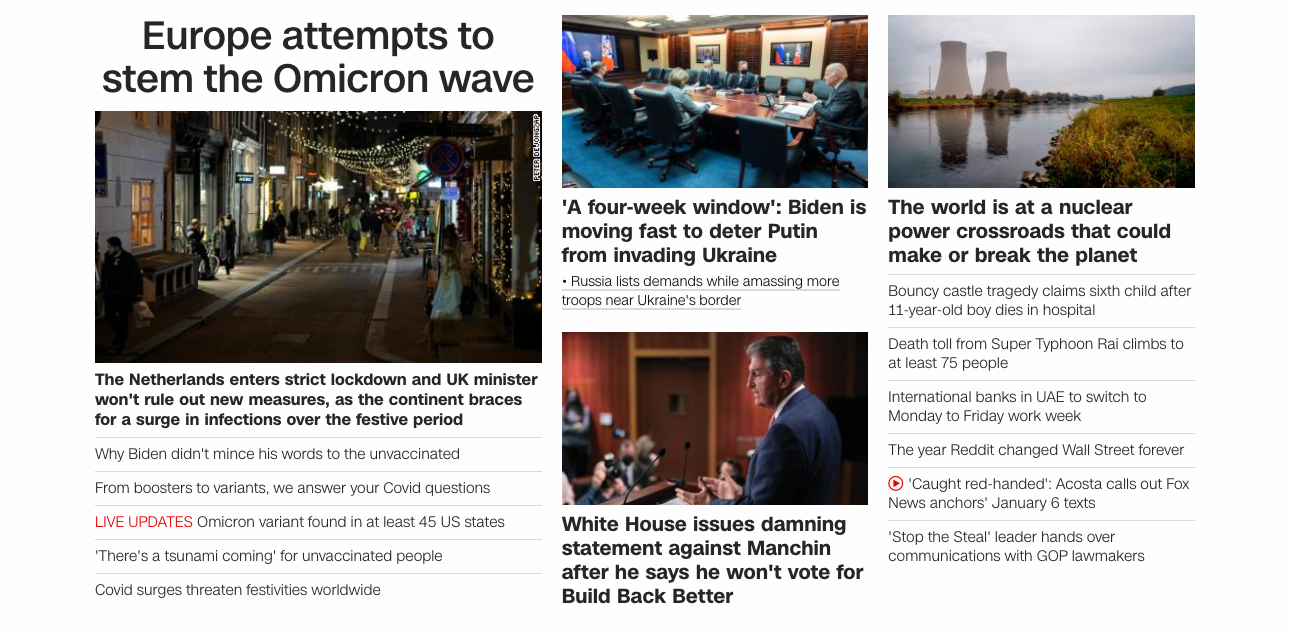 Europe attempts to
stem the Omicron wave
PETER DEJONG/AP
The Netherlands enters strict lockdown and UK minister
won't rule out new measures, as the continent braces
for a surge in infections over the festive period
Why Biden didn't mince his words to the unvaccinated
From boosters to variants, we answer your Covid questions
LIVE UPDATES Omicron variant found in at least 45 US states
'There's a tsunami coming' for unvaccinated people
Covid surges threaten festivities worldwide
'A four-week window': Biden is
moving fast to deter Putin
from invading Ukraine
• Russia lists demands while amassing more
troops near Ukraine's border
White House issues damning
statement against Manchin
after he says he won't vote for
Build Back Better
The world is at a nuclear
power crossroads that could
make or break the planet
Bouncy castle tragedy claims sixth child after
11-year-old boy dies in hospital
Death toll from Super Typhoon Rai climbs to
at least 75 people
International banks in UAE to switch to
Monday to Friday work week
The year Reddit changed Wall Street forever
'Caught red-handed': Acosta calls out Fox
News anchors' January 6 texts
'Stop the Steal' leader hands over
communications with GOP lawmakers